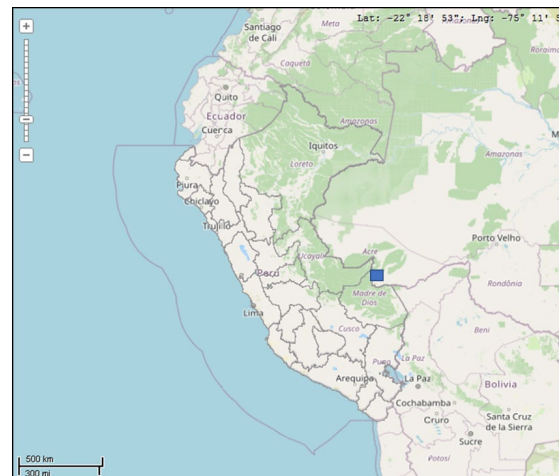 Santiago
de Cali
Lat: -22° 18' 53"; Lng: -75° 11'
Meta
Caquetá
Quito
Ecuador
Cuenca
Amazonas
Iquitos
Loreto
Amazonas
Piura
Chiclayo
Trujillo
Porto Velho
Acre
Ucayali
Perú
Rondônia
Madre de
Dios
Lima
Cusco
Beni
Puno
La Paz
Arequipa
La Paz
Bolivia
Cochabamba
Cruro
Santa Cruz
de la Sierra
Sucre
Potosí
500 km
300 mi